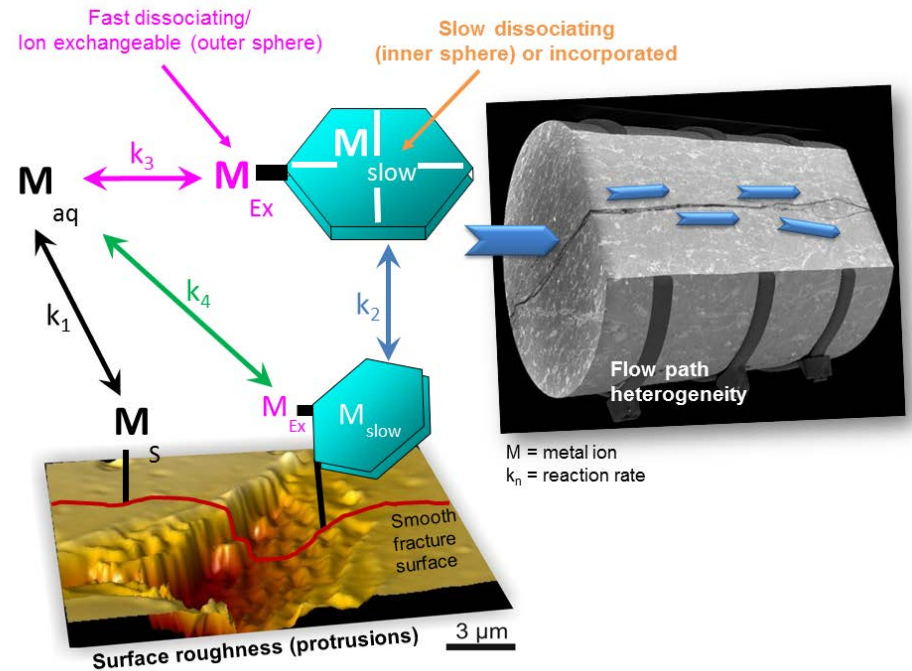 Fast dissociating/
Ion exchangeable (outer sphere)
Slow dissociating
(inner sphere) or incorporated
M
aq
k3
M
Ex
M
slow
k1
k4
k2
M
S
M
Ex
M
slow
Flow path
heterogeneity
M = metal ion
kn = reaction rate
Smooth
fracture
surface
Surface roughness (protrusions)
3 µm